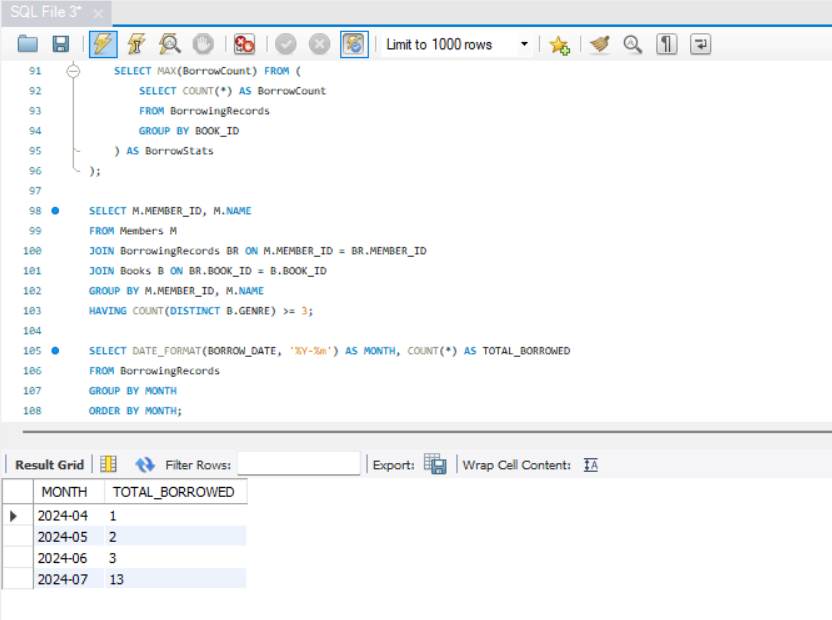 SQL File 3*
Limit to 1000 rows
91 SELECT MAX(BorrowCount) FROM (
92 SELECT COUNT(*) AS BorrowCount
93 FROM BorrowingRecords
94 GROUP BY BOOK_ID
95 ) AS BorrowStats
96 );
97
98 SELECT M.MEMBER_ID, M.NAME
99 FROM Members M
100 JOIN BorrowingRecords BR ON M.MEMBER_ID = BR.MEMBER_ID
101 JOIN Books B ON BR.BOOK_ID = B.BOOK_ID
102 GROUP BY M.MEMBER_ID, M.NAME
103 HAVING COUNT(DISTINCT B.GENRE) >= 3;
104
105 SELECT DATE_FORMAT(BORROW_DATE, '%Y-%m') AS MONTH, COUNT(*) AS TOTAL_BORROWED
106 FROM BorrowingRecords
107 GROUP BY MONTH
108 ORDER BY MONTH;
Result Grid Filter Rows: Export: Wrap Cell Content:
MONTH TOTAL_BORROWED
2024-04 1
2024-05 2
2024-06 3
2024-07 13